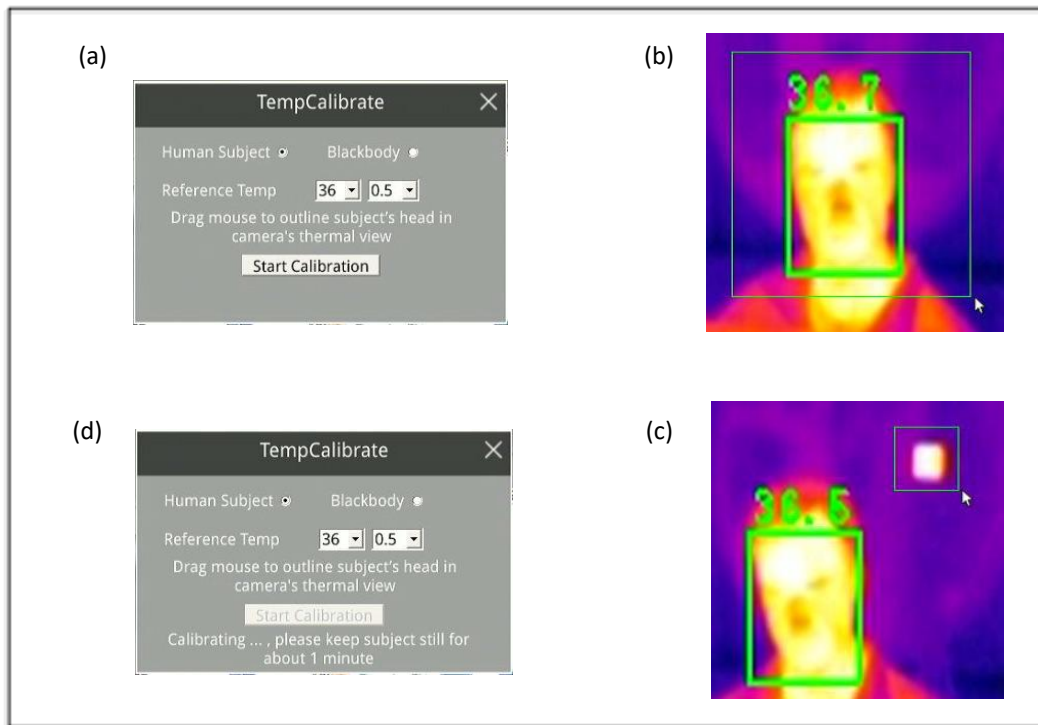 (a)
TempCalibrate
Human Subject Blackbody
Reference Temp 36 0.5
Drag mouse to outline subject's head in
camera's thermal view
Start Calibration
(b)
36.7
(d)
TempCalibrate
Human Subject Blackbody
Reference Temp 36 0.5
Drag mouse to outline subject's head in
camera's thermal view
Start Calibration
Calibrating ... , please keep subject still for
about 1 minute
(c)
36.5